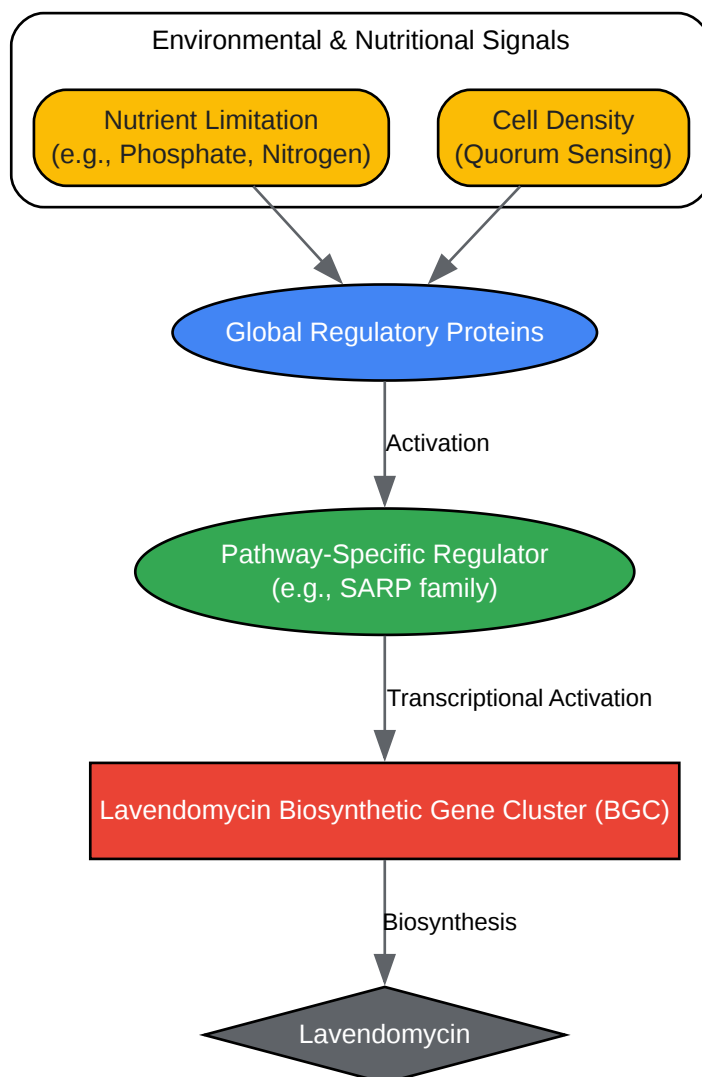 Environmental & Nutritional Signals
Nutrient Limitation
(e.g., Phosphate, Nitrogen)
Cell Density
(Quorum Sensing)
Global Regulatory Proteins
Activation
Pathway-Specific Regulator
(e.g., SARP family)
Transcriptional Activation
Lavendomycin Biosynthetic Gene Cluster (BGC)
Biosynthesis
Lavendomycin